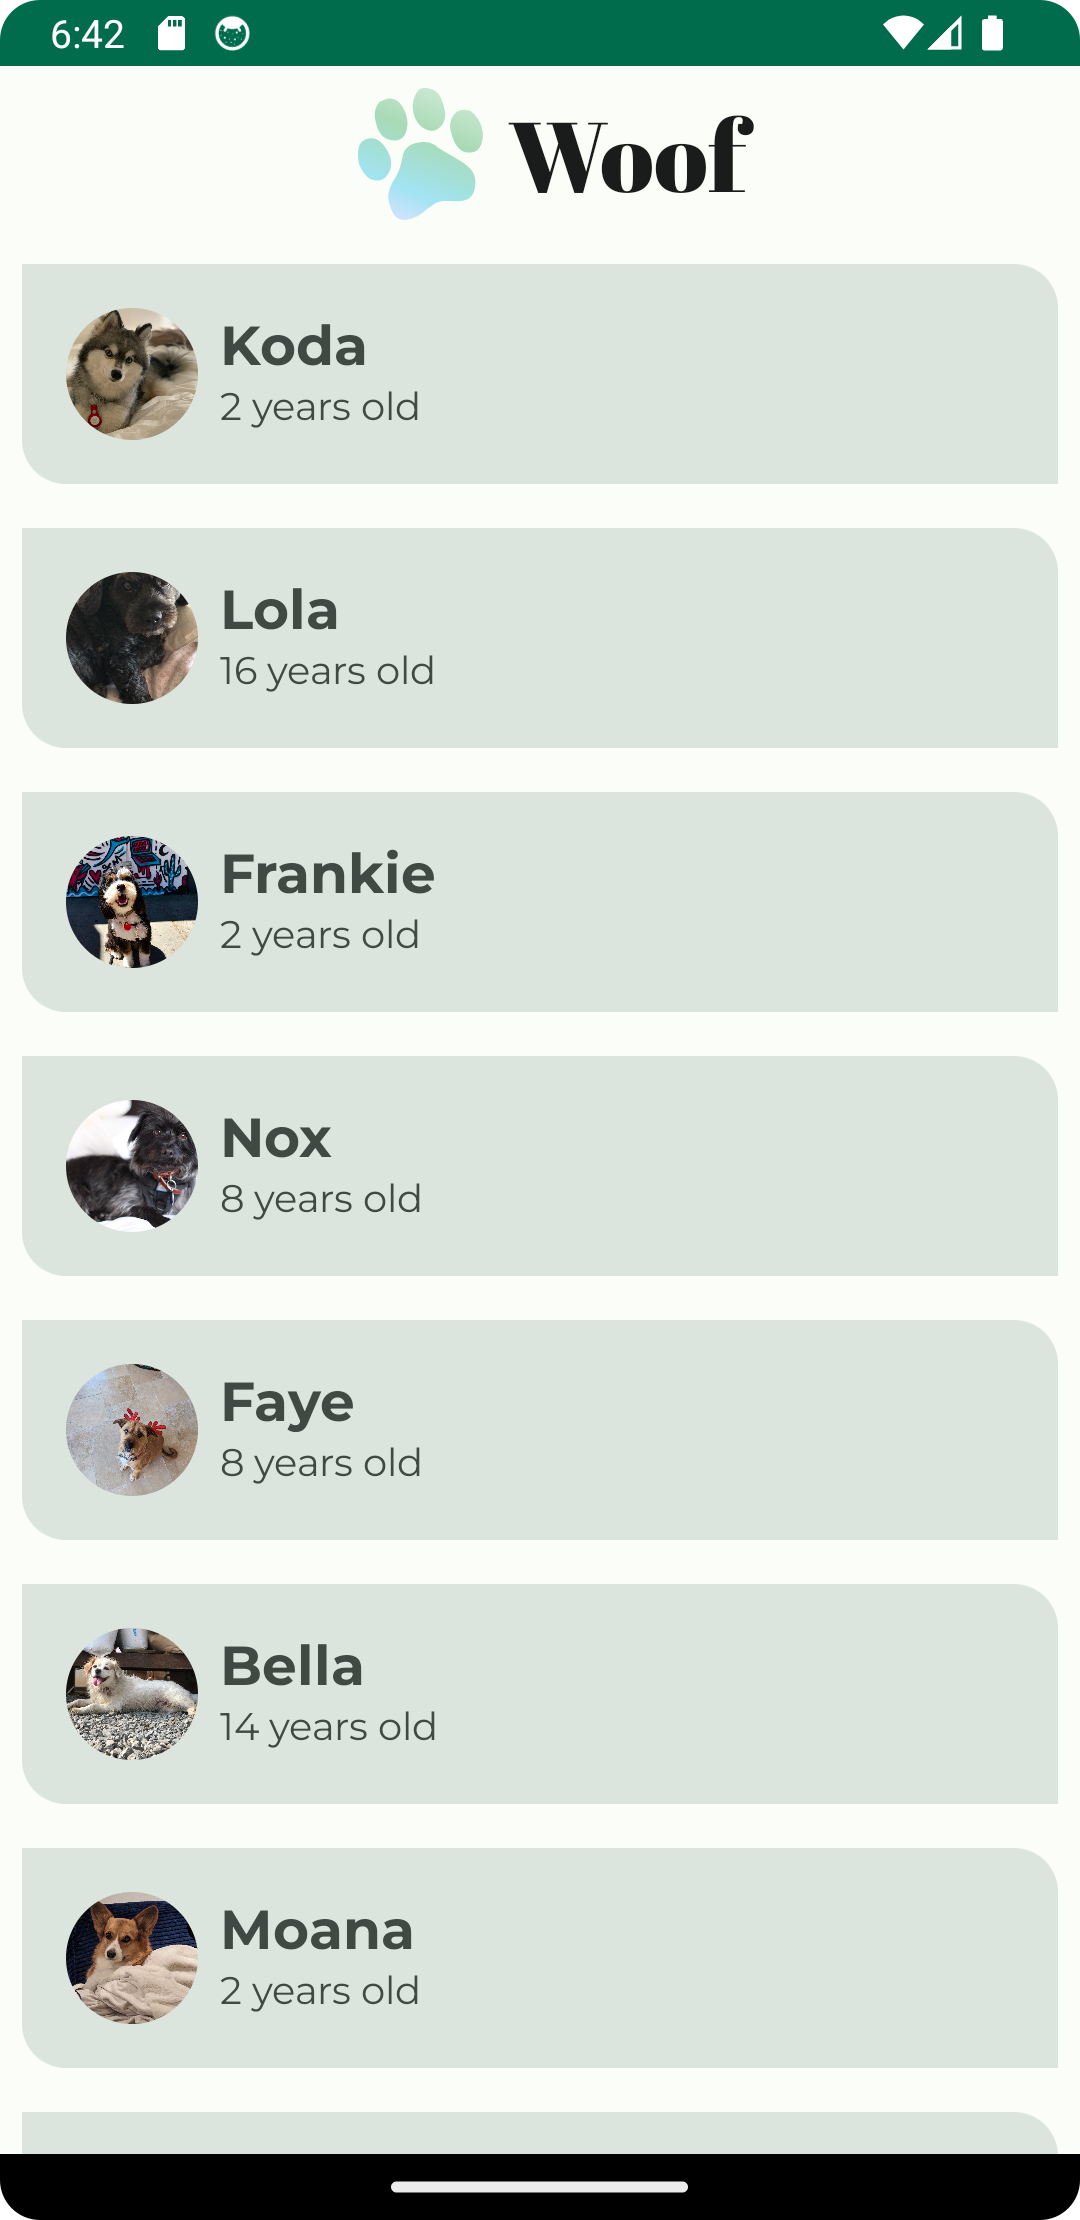 6:42
Woof
Koda
2 years old
Lola
16 years old
Frankie
2 years old
Nox
8 years old
Faye
8 years old
Bella
14 years old
Moana
2 years old